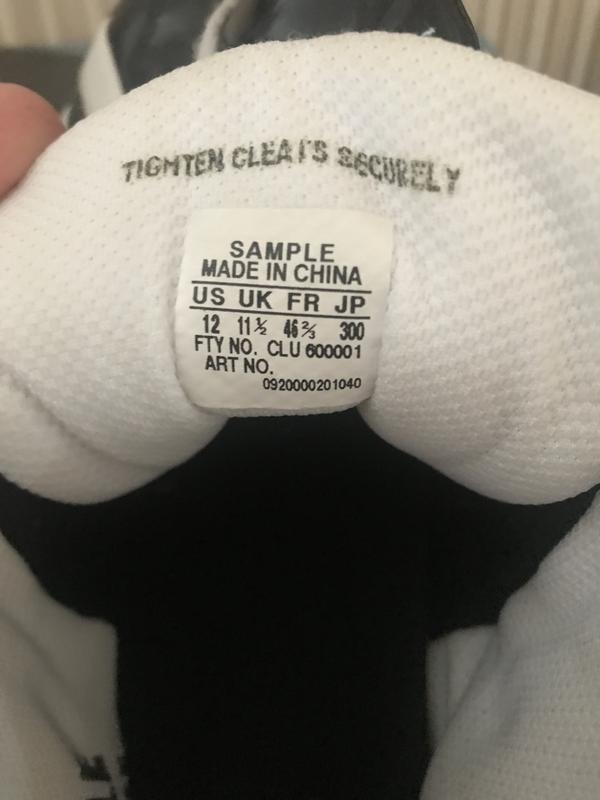 TIGHTEN CLEATS SECURELY
SAMPLE
MADE IN CHINA
US UK FR JP
12 11½ 46⅔ 300
FTY NO. CLU 600001
ART NO.
0920000201040